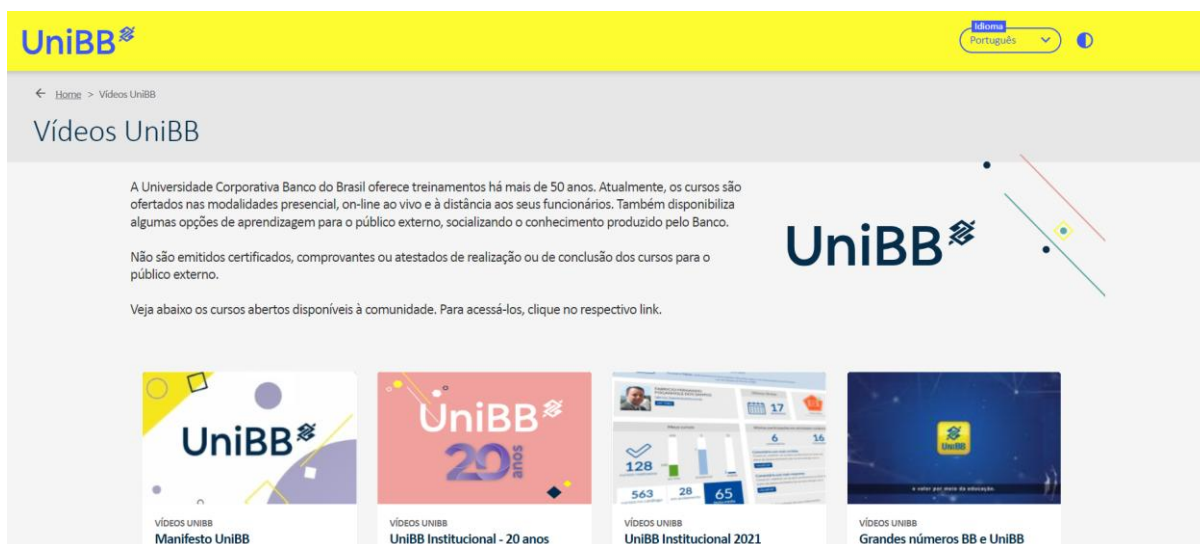 UniBB
Idioma
Português
Home > Vídeos UniBB
Vídeos UniBB
A Universidade Corporativa Banco do Brasil oferece treinamentos há mais de 50 anos. Atualmente, os cursos são
ofertados nas modalidades presencial, on-line ao vivo e à distância aos seus funcionários. Também disponibiliza
algumas opções de aprendizagem para o público externo, socializando o conhecimento produzido pelo Banco.
Não são emitidos certificados, comprovantes ou atestados de realização ou de conclusão dos cursos para o
público externo.
Veja abaixo os cursos abertos disponíveis à comunidade. Para acessá-los, clique no respectivo link.
UniBB
UniBB
UniBB
20 anos
17
6
16
128
563
28
65
UniBB
o valor por meio da educação.
VÍDEOS UNIBB
Manifesto UniBB
VÍDEOS UNIBB
UniBB Institucional - 20 anos
VÍDEOS UNIBB
UniBB Institucional 2021
VÍDEOS UNIBB
Grandes números BB e UniBB